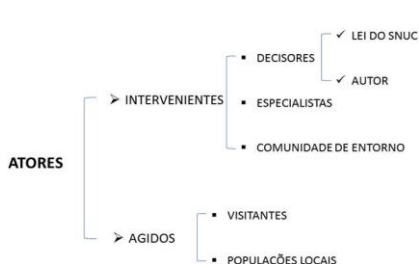 ATORES
INTERVENIENTES
DECISORES
LEI DO SNUC
AUTOR
ESPECIALISTAS
COMUNIDADE DE ENTORNO
AGIDOS
VISITANTES
POPULAÇÕES LOCAIS